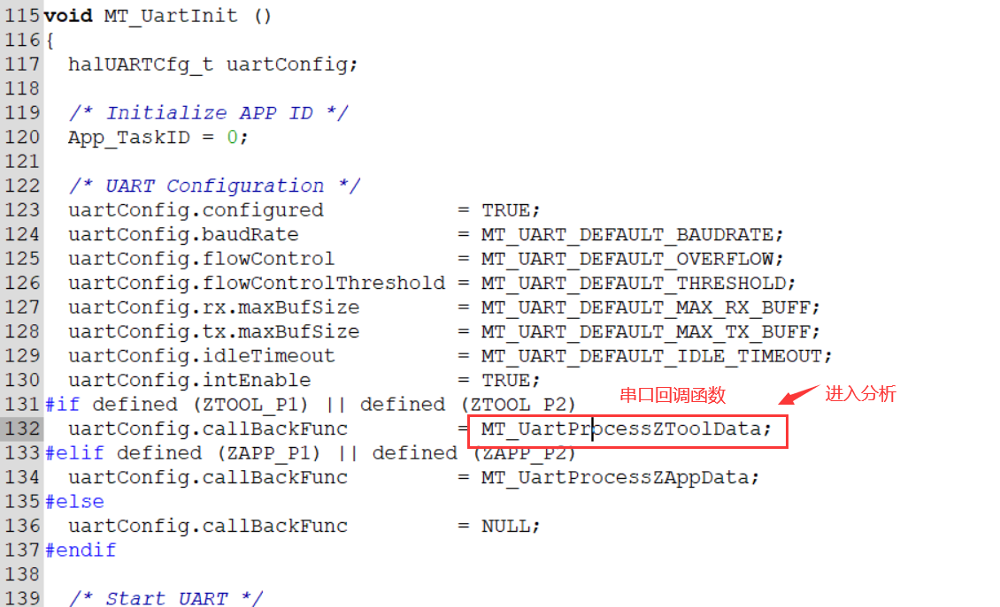 115 void MT_UartInit ()
116 {
117 halUARTCfg_t uartConfig;
118
119 /* Initialize APP ID */
120 App_TaskID = 0;
121
122 /* UART Configuration */
123 uartConfig.configured = TRUE;
124 uartConfig.baudRate = MT_UART_DEFAULT_BAUDRATE;
125 uartConfig.flowControl = MT_UART_DEFAULT_OVERFLOW;
126 uartConfig.flowControlThreshold = MT_UART_DEFAULT_THRESHOLD;
127 uartConfig.rx.maxBufSize = MT_UART_DEFAULT_MAX_RX_BUFF;
128 uartConfig.tx.maxBufSize = MT_UART_DEFAULT_MAX_TX_BUFF;
129 uartConfig.idleTimeout = MT_UART_DEFAULT_IDLE_TIMEOUT;
130 uartConfig.intEnable = TRUE;
串口回调函数 进入分析
131 #if defined (ZTOOL_P1) || defined (ZTOOL_P2)
132 uartConfig.callBackFunc = MT_UartProcessZToolData;
133 #elif defined (ZAPP_P1) || defined (ZAPP_P2)
134 uartConfig.callBackFunc = MT_UartProcessZAppData;
135 #else
136 uartConfig.callBackFunc = NULL;
137 #endif
138
139 /* Start UART */